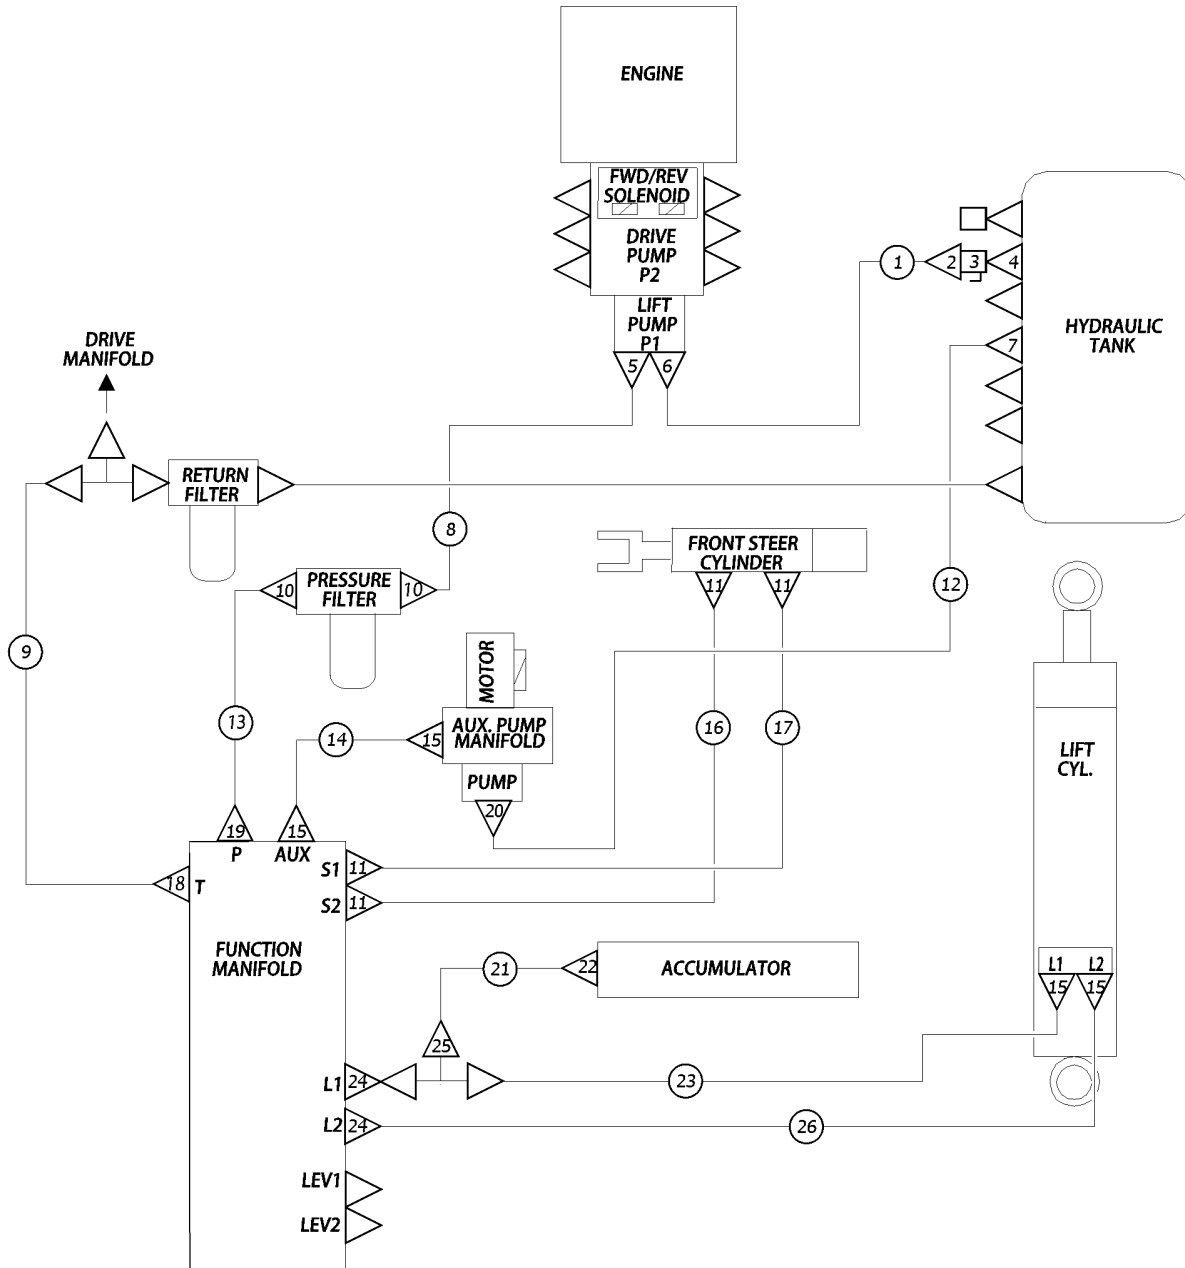 ENGINE
FWD/REV
SOLENOID
DRIVE
PUMP
P2
LIFT
PUMP
P1
5
6
1
2
3
4
7
HYDRAULIC
TANK
DRIVE
MANIFOLD
RETURN
FILTER
8
10
PRESSURE
FILTER
10
FRONT STEER
CYLINDER
11
11
12
9
13
14
MOTOR
15
AUX. PUMP
MANIFOLD
PUMP
20
16
17
LIFT
CYL.
19
15
P
AUX
18
T
S1
11
S2
11
FUNCTION
MANIFOLD
21
22
ACCUMULATOR
L1
L2
15
15
25
L1
24
23
L2
24
26
LEV1
LEV2